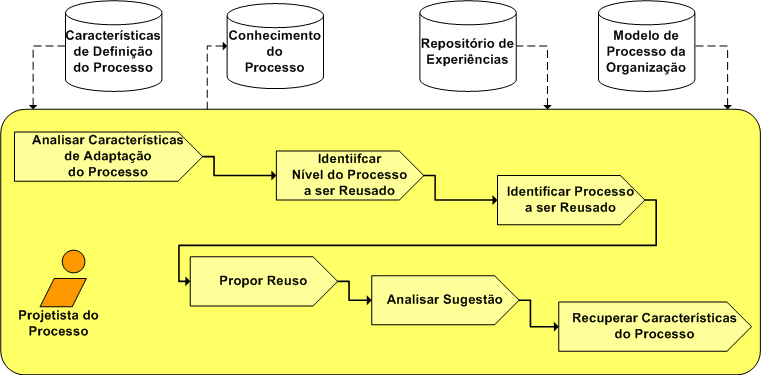 Características
de Definição
do Processo
Conhecimento
do
Processo
Repositório de
Experiências
Modelo de
Processo da
Organização
Analisar Características
de Adaptação
do Processo
Identiifcar
Nível do Processo
a ser Reusado
Identificar Processo
a ser Reusado
Propor Reuso
Analisar Sugestão
Recuperar Características
do Processo
Projetista do
Processo